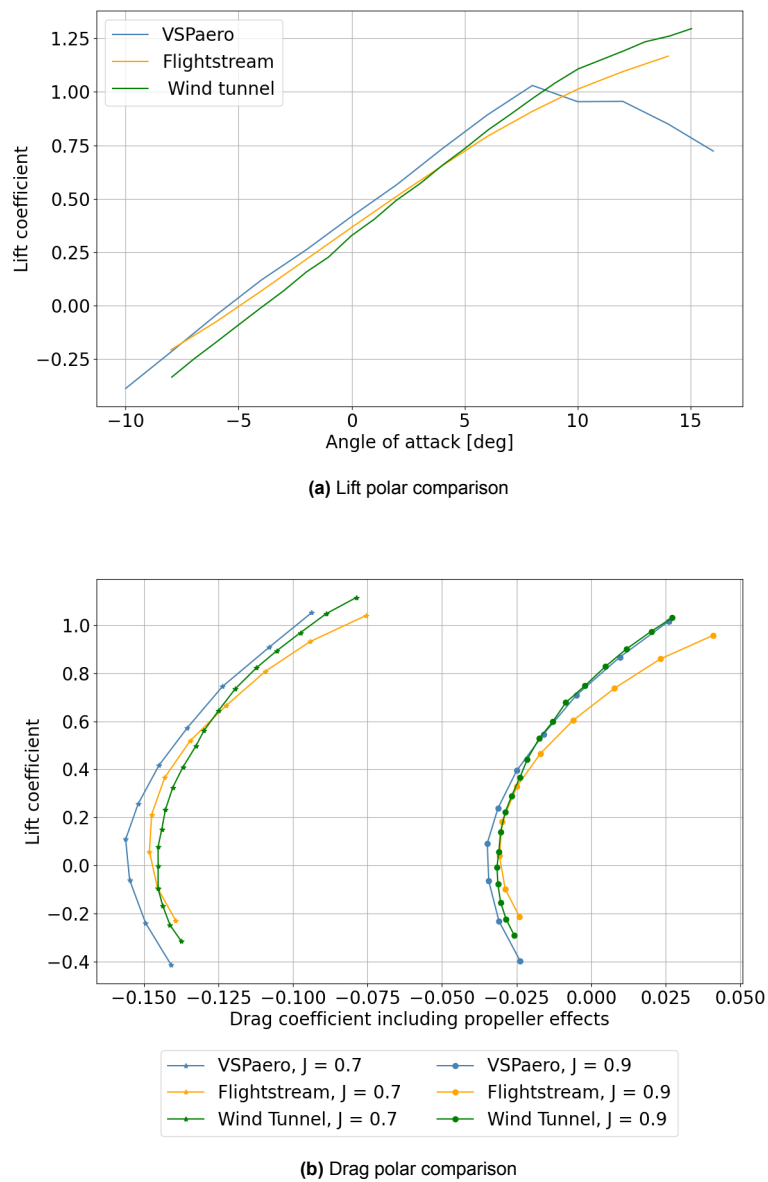 1.25
1.00
0.75
0.50
0.25
0.00
−0.25
Lift coefficient
VSPaero
Flightstream
Wind tunnel
−10 −5 0 5 10 15
Angle of attack [deg]
(a) Lift polar comparison
1.0
0.8
0.6
0.4
0.2
0.0
−0.2
−0.4
Lift coefficient
−0.150 −0.125 −0.100 −0.075 −0.050 −0.025 0.000 0.025 0.050
Drag coefficient including propeller effects
VSPaero, J = 0.7 VSPaero, J = 0.9
Flightstream, J = 0.7 Flightstream, J = 0.9
Wind Tunnel, J = 0.7 Wind Tunnel, J = 0.9
(b) Drag polar comparison